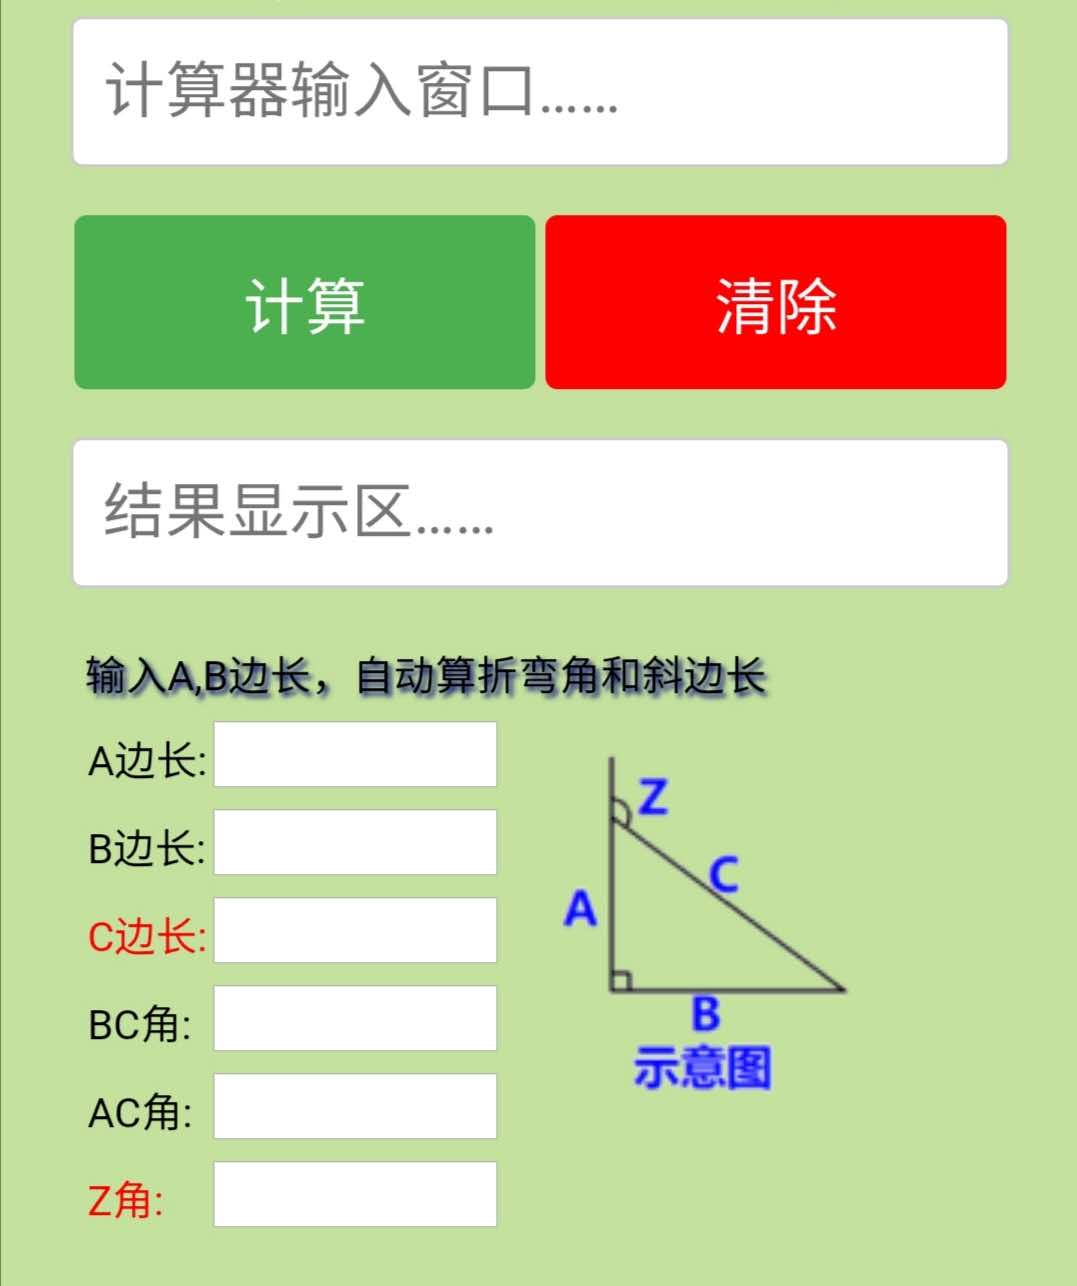 计算器输入窗口……
计算 清除
结果显示区……
输入A,B边长，自动算折弯角和斜边长
A边长:
B边长:
C边长:
BC角:
AC角:
Z角:
Z
C
A
B
示意图